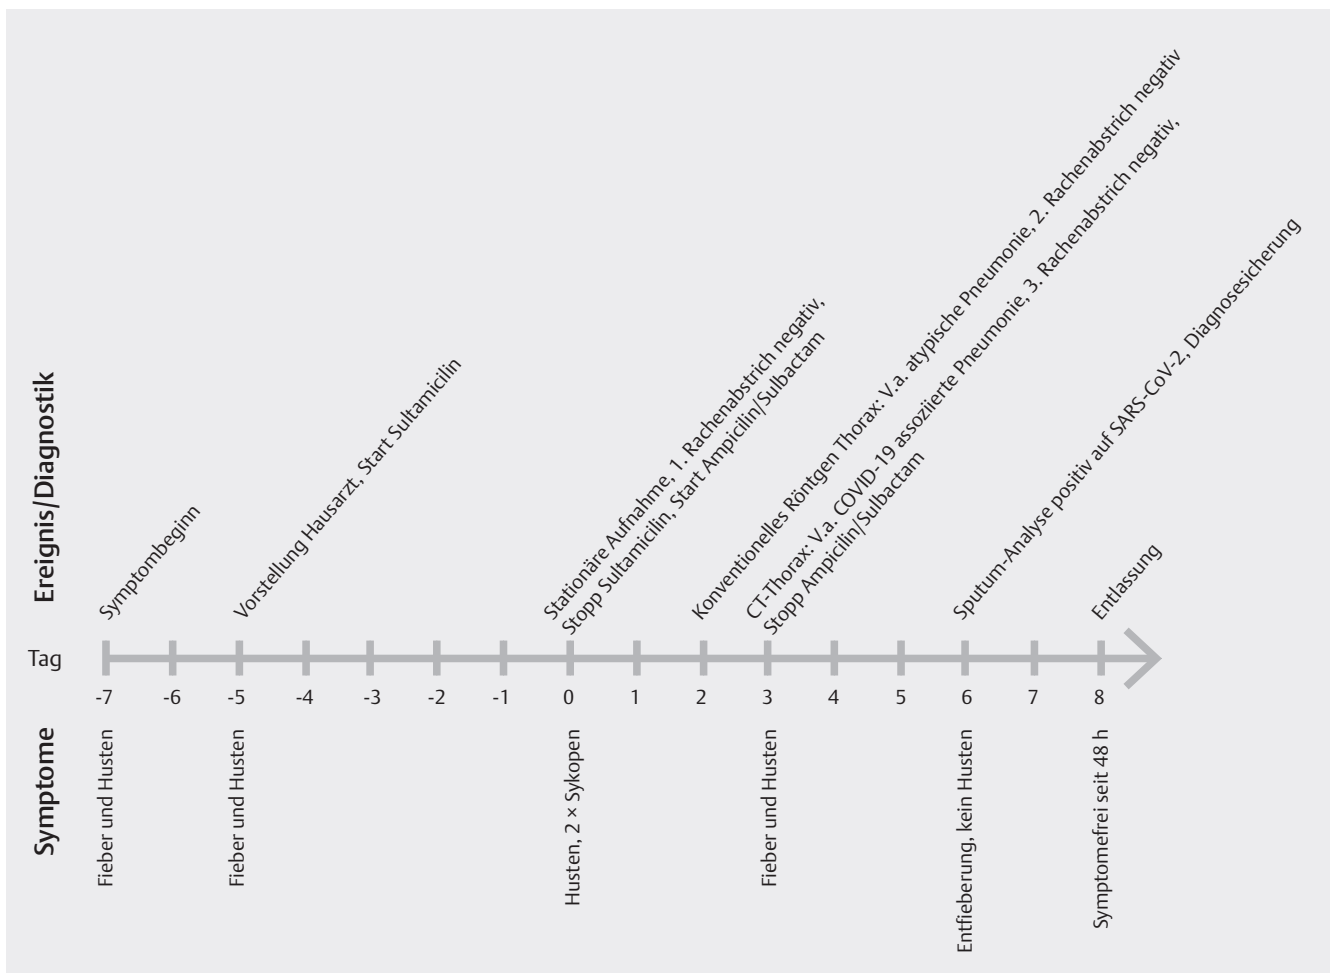 Ereignis/Diagnostik
Symptombeginn
Vorstellung Hausarzt, Start Sultamicilin
Stationäre Aufnahme, 1. Rachenabstrich negativ,
Stopp Sultamicilin, Start Ampicilin/Sulbactam
Konventionelles Röntgen Thorax: V.a. atypische Pneumonie, 2. Rachenabstrich negativ
CT-Thorax: V.a. COVID-19 assoziierte Pneumonie, 3. Rachenabstrich negativ,
Stopp Ampicilin/Sulbactam
Sputum-Analyse positiv auf SARS-CoV-2, Diagnosesicherung
Entlassung
Tag
-7 -6 -5 -4 -3 -2 -1 0 1 2 3 4 5 6 7 8
Symptome
Fieber und Husten
Fieber und Husten
Husten, 2 × Sykopen
Fieber und Husten
Entfieberung, kein Husten
Symptomefrei seit 48 h